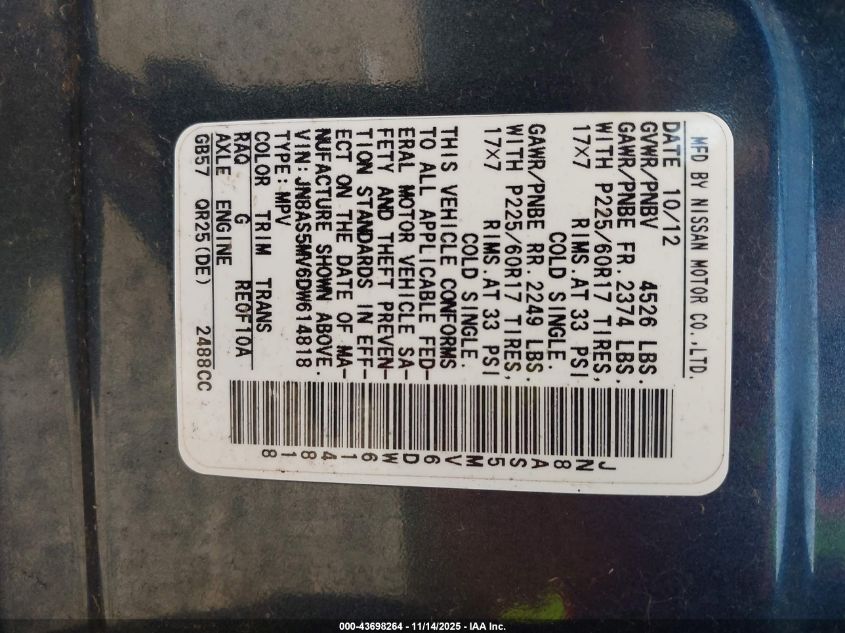 MFD BY NISSAN MOTOR CO.,LTD.
DATE 10/12
GVWR/PNBV 4526 LBS.
GAWR/PNBE FR. 2374 LBS.
WITH P225/60R17 TIRES,
17X7 RIMS.AT 33 PSI
COLD SINGLE.
GAWR/PNBE RR. 2249 LBS.
WITH P225/60R17 TIRES,
17X7 RIMS.AT 33 PSI
COLD SINGLE.
THIS VEHICLE CONFORMS
TO ALL APPLICABLE FED-
ERAL MOTOR VEHICLE SA-
FETY AND THEFT PREVEN-
TION STANDARDS IN EFF-
ECT ON THE DATE OF MA-
NUFACTURE SHOWN ABOVE.
VIN:JN8AS5MV6DW614818
TYPE:MPV
COLOR TRIM TRANS
RAQ G RE0F10A
AXLE ENGINE
GB57 QR25(DE) 2488CC
JN8AS5MV6DW614818
000-43698264 - 11/14/2025 - IAA Inc.